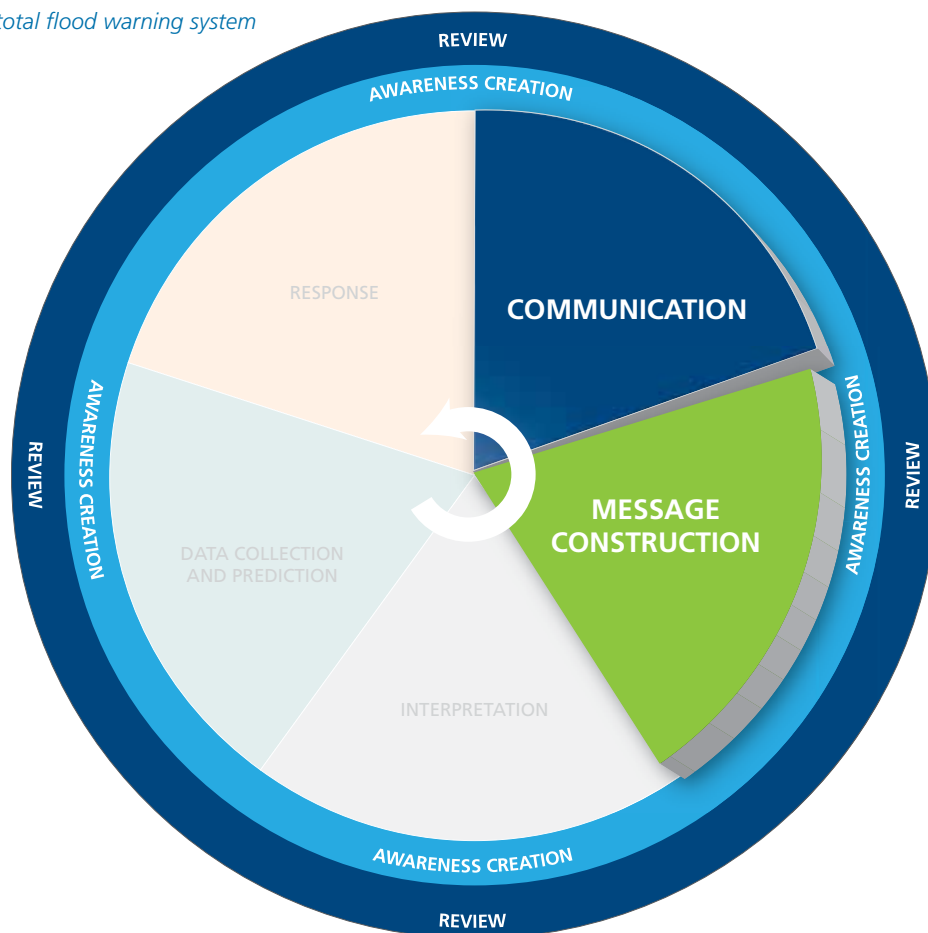 total flood warning system
REVIEW
AWARENESS CREATION
RESPONSE
COMMUNICATION
AWARENESS CREATION
REVIEW
AWARENESS CREATION
REVIEW
MESSAGE
CONSTRUCTION
DATA COLLECTION
AND PREDICTION
INTERPRETATION
AWARENESS CREATION
REVIEW